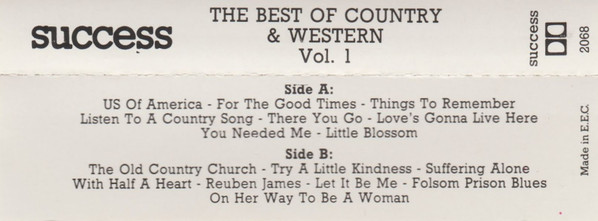 success
THE BEST OF COUNTRY
& WESTERN
Vol. 1
success
2068
Side A:
US Of America - For The Good Times - Things To Remember
Listen To A Country Song - There You Go - Love's Gonna Live Here
You Needed Me - Little Blossom
Side B:
The Old Country Church - Try A Little Kindness - Suffering Alone
With Half A Heart - Reuben James - Let It Be Me - Folsom Prison Blues
On Her Way To Be A Woman
Made in E.E.C.